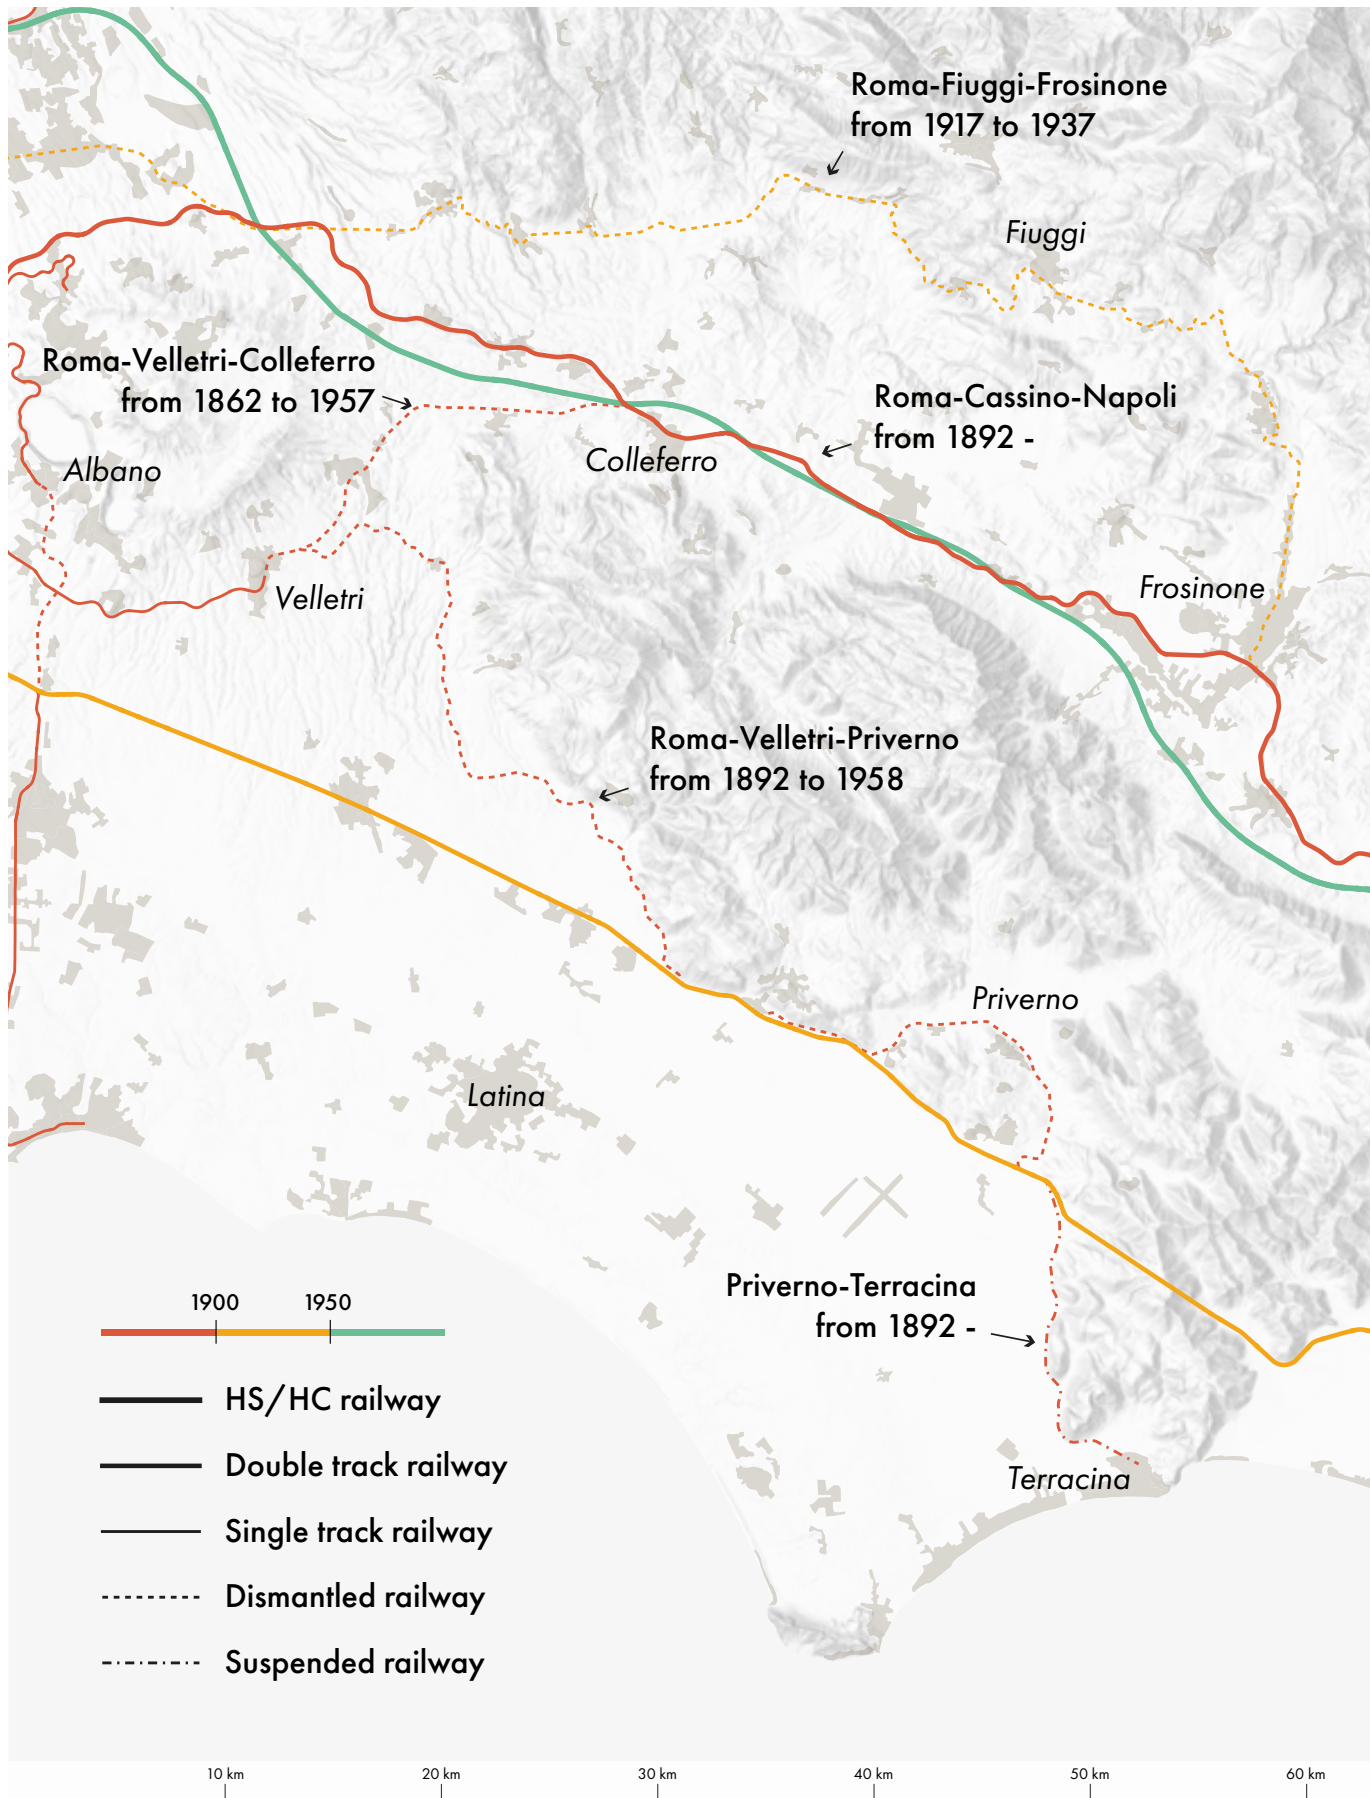 Roma-Fiuggi-Frosinone
from 1917 to 1937
Fiuggi
Roma-Velletri-Colleferro
from 1862 to 1957
Roma-Cassino-Napoli
from 1892 -
Colleferro
Albano
Frosinone
Velletri
Roma-Velletri-Priverno
from 1892 to 1958
Priverno
Latina
Priverno-Terracina
from 1892 -
Terracina
1900 1950
HS/HC railway
Double track railway
Single track railway
Dismantled railway
Suspended railway
10 km 20 km 30 km 40 km 50 km 60 km